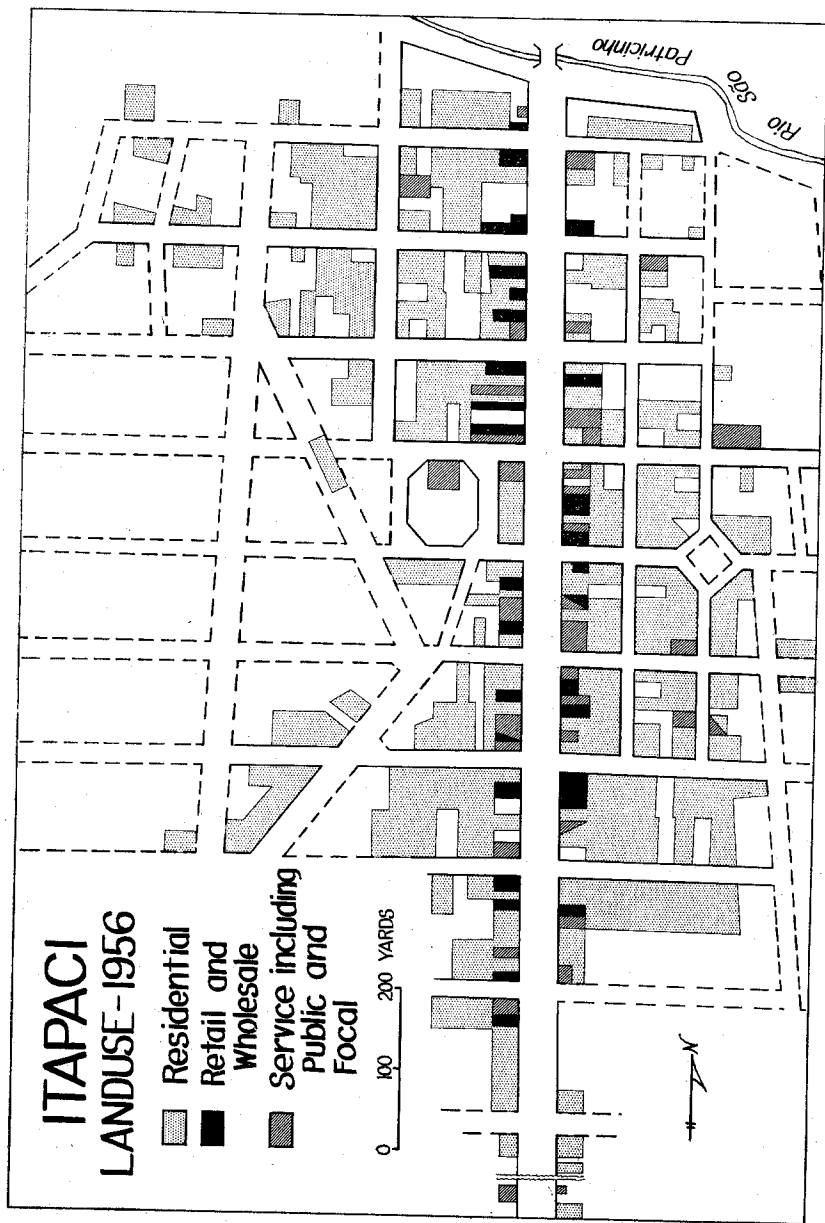 ITAPACI
LANDUSE-1956
Residential
Retail and
Wholesale
Service including
Public and
Focal
0 100 200 YARDS
N
Rio
São
Patricinho